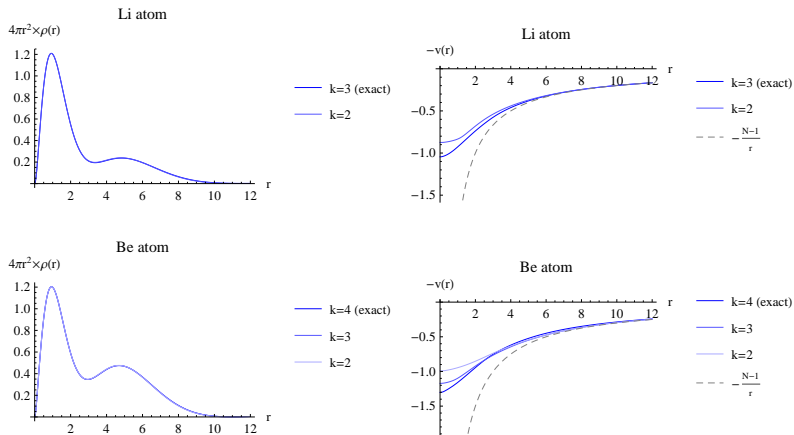 Li atom
4πr²×ρ(r)
1.2
1.0
0.8
0.6
0.4
0.2
2 4 6 8 10 12 r
k=3 (exact)
k=2
Li atom
−v(r)
2 4 6 8 10 12 r
−0.5
−1.0
−1.5
k=3 (exact)
k=2
− N−1
r
Be atom
4πr²×ρ(r)
1.2
1.0
0.8
0.6
0.4
0.2
2 4 6 8 10 12 r
k=4 (exact)
k=3
k=2
Be atom
−v(r)
2 4 6 8 10 12 r
−0.5
−1.0
−1.5
k=4 (exact)
k=3
k=2
− N−1
r